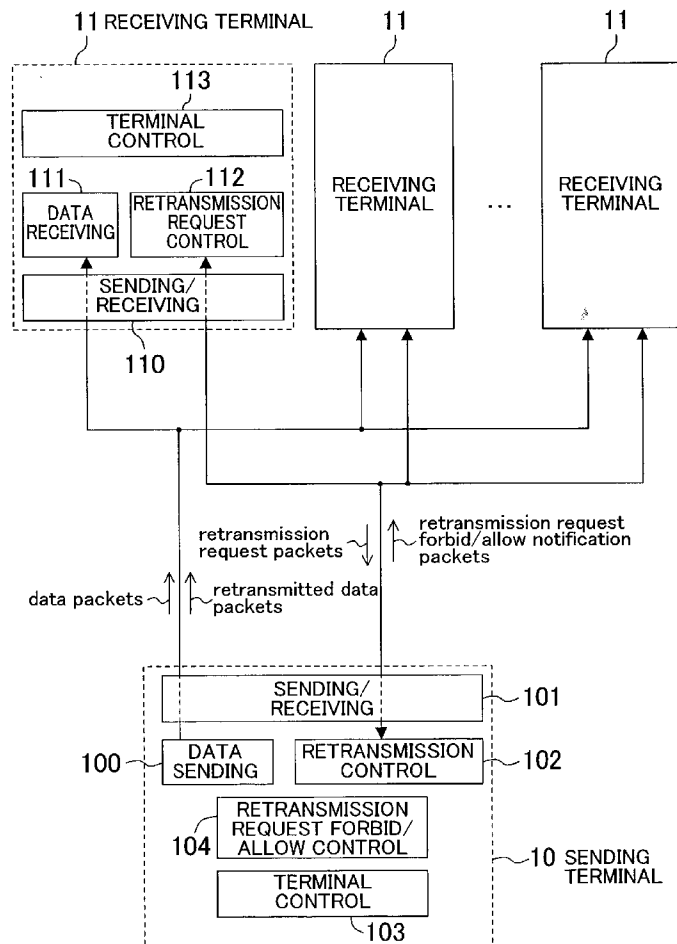 11 RECEIVING TERMINAL
11
11
113
TERMINAL
CONTROL
111
112
DATA
RECEIVING
RETRANSMISSION
REQUEST
CONTROL
SENDING/
RECEIVING
110
RECEIVING
TERMINAL
...
RECEIVING
TERMINAL
retransmission
request packets
retransmission request
forbid/allow notification
packets
data packets
retransmitted data
packets
SENDING/
RECEIVING
101
100
DATA
SENDING
RETRANSMISSION
CONTROL
102
104
RETRANSMISSION
REQUEST FORBID/
ALLOW CONTROL
10 SENDING
TERMINAL
TERMINAL
CONTROL
103